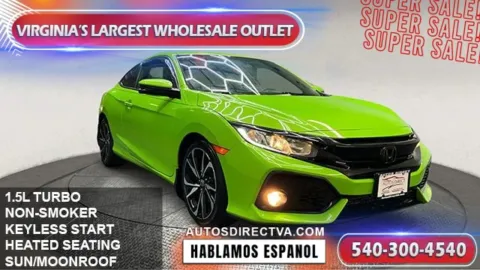 VIRGINIA'S LARGEST WHOLESALE OUTLET
SUPER SALE!
SUPER SALE!
SUPER SALE!
1.5L TURBO
NON-SMOKER
KEYLESS START
HEATED SEATING
SUN/MOONROOF
AUTOSDIRECTVA.COM
HABLAMOS ESPANOL
540-300-4540